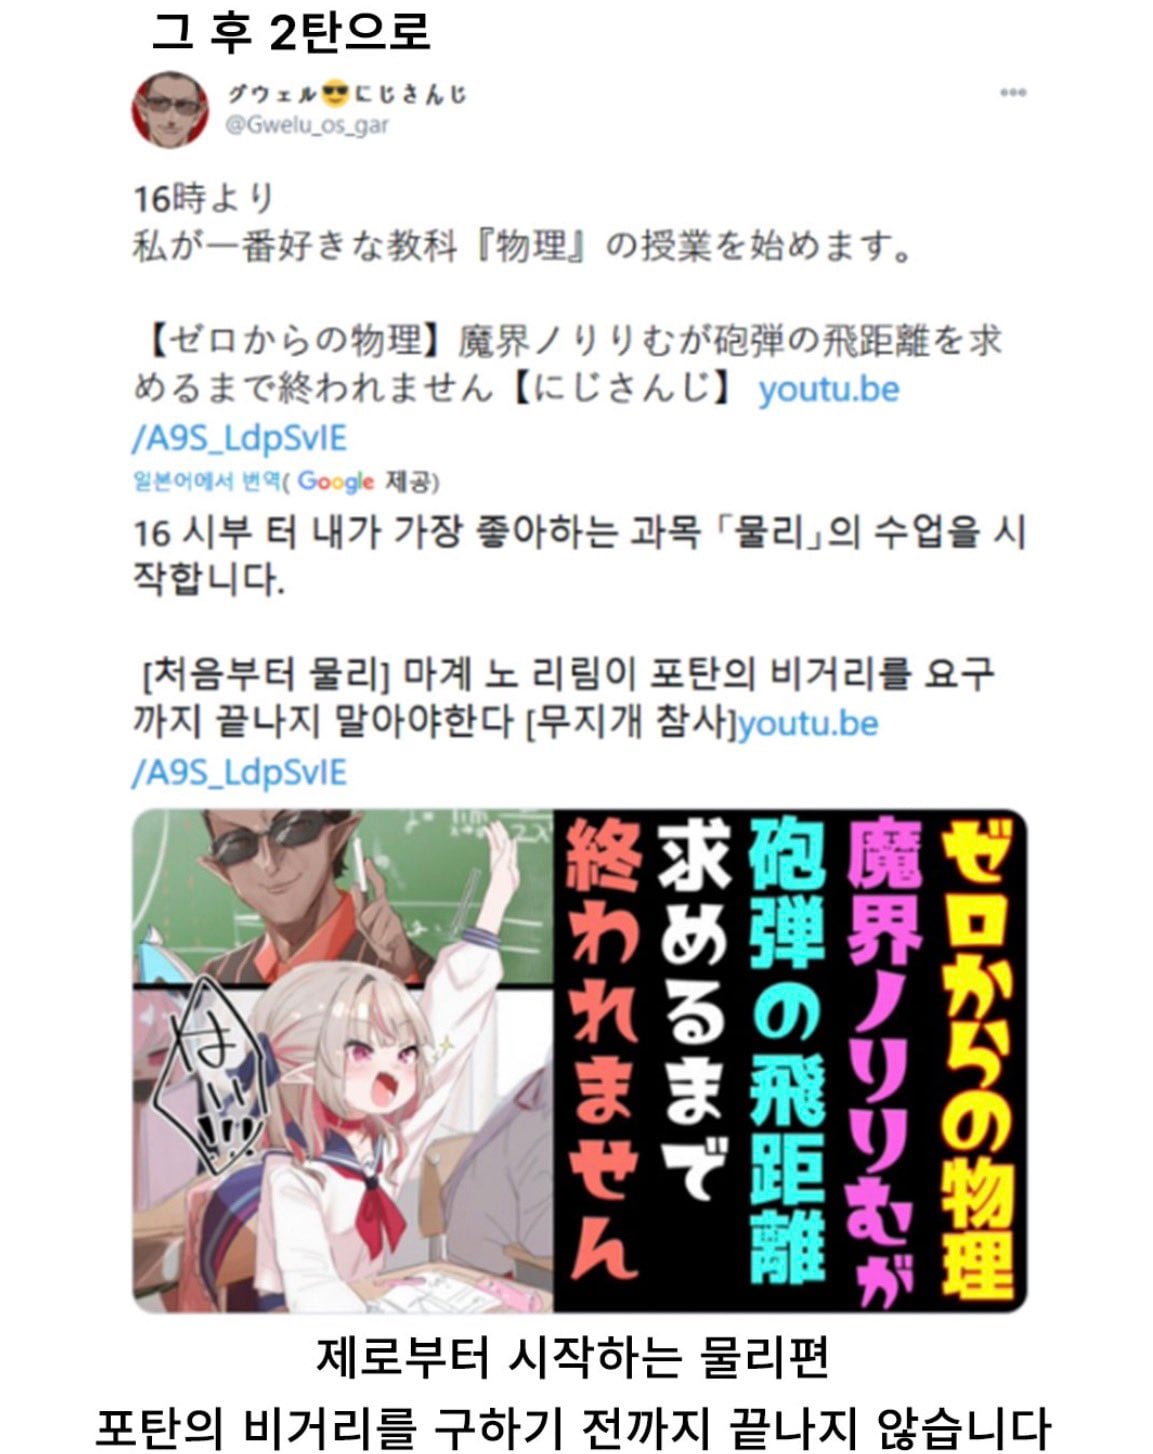 그 후 2탄으로
グウェル😎にじさんじ
@Gwelu_os_gar
16時より
私が一番好きな教科『物理』の授業を始めます。
【ゼロからの物理】魔界ノりりむが砲弾の飛距離を求
めるまで終われません【にじさんじ】 youtu.be
/A9S_LdpSvIE
일본어에서 번역( Google 제공)
16 시부 터 내가 가장 좋아하는 과목 「물리」의 수업을 시
작합니다.
[처음부터 물리] 마계 노 리림이 포탄의 비거리를 요구
까지 끝나지 말아야한다 [무지개 참사]youtu.be
/A9S_LdpSvIE
ゼロからの物理
魔界ノりりむが
砲弾の飛距離
求めるまで
終われません
はい!!!
제로부터 시작하는 물리편
포탄의 비거리를 구하기 전까지 끝나지 않습니다